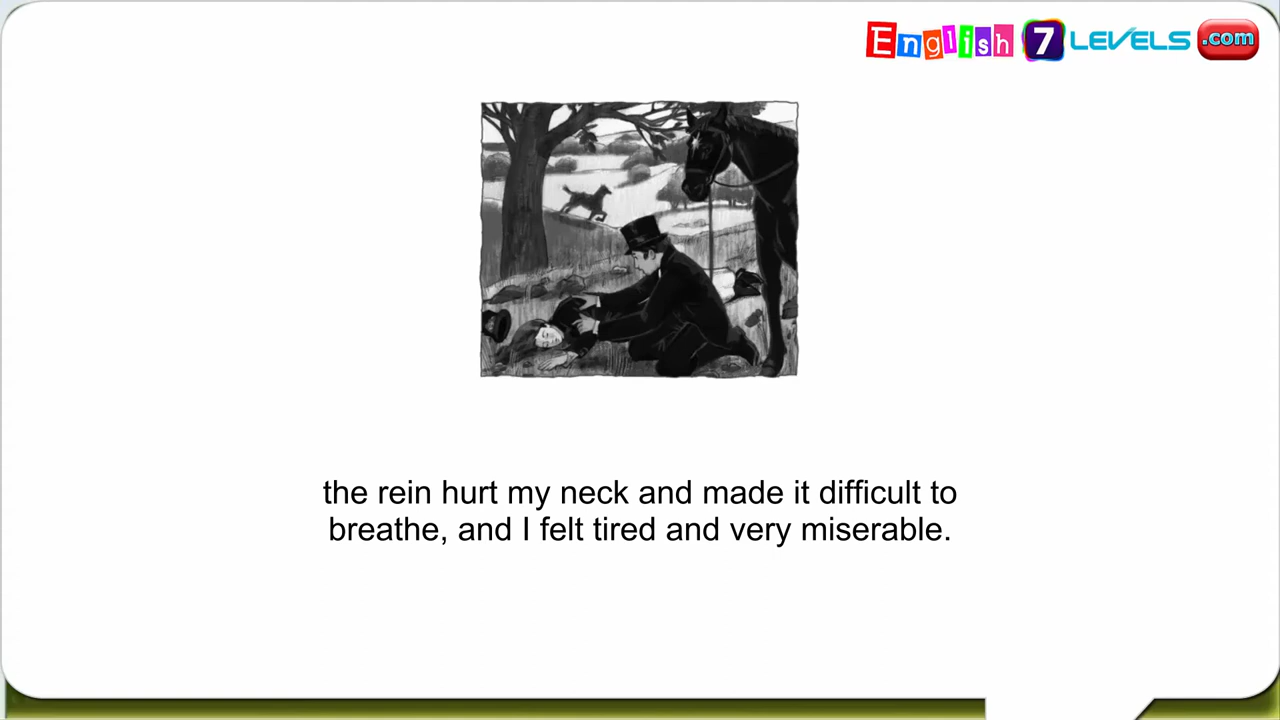 English 7 LEVELS .com
the rein hurt my neck and made it difficult to
breathe, and I felt tired and very miserable.